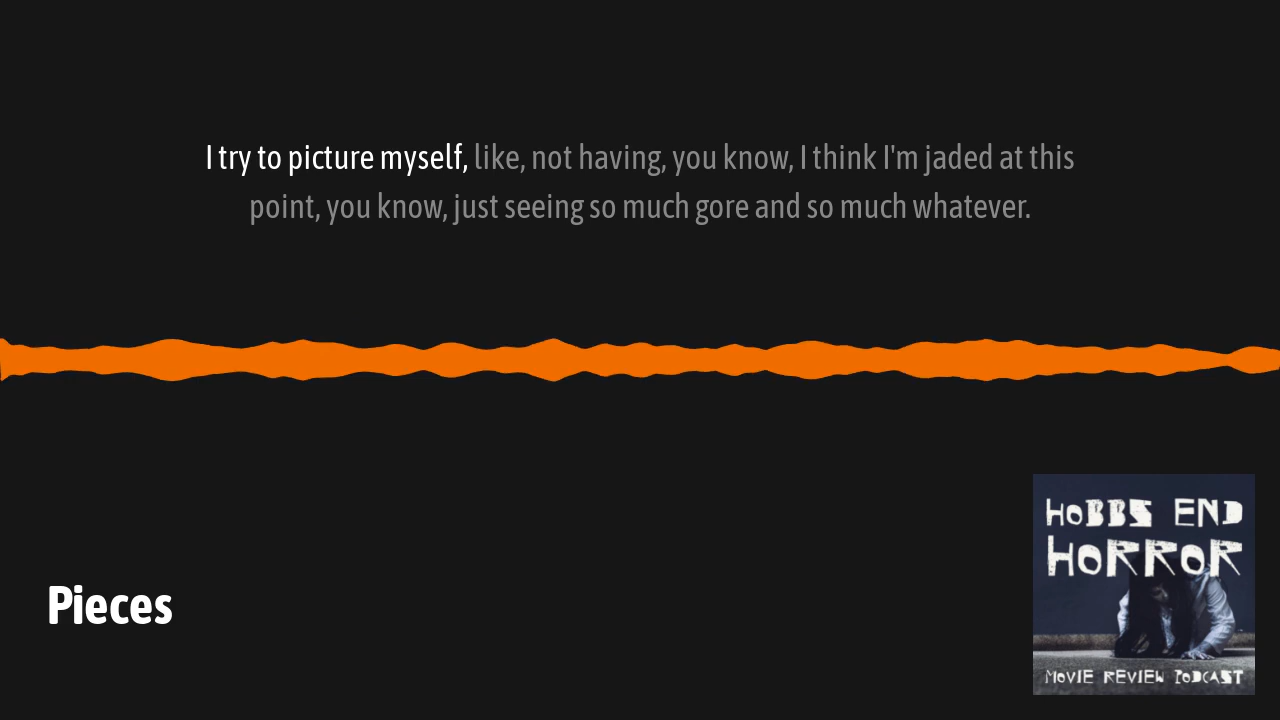 I try to picture myself, like, not having, you know, I think I'm jaded at this
point, you know, just seeing so much gore and so much whatever.
Pieces
HOBBS END
HORROR
MOVIE REVIEW PODCAST